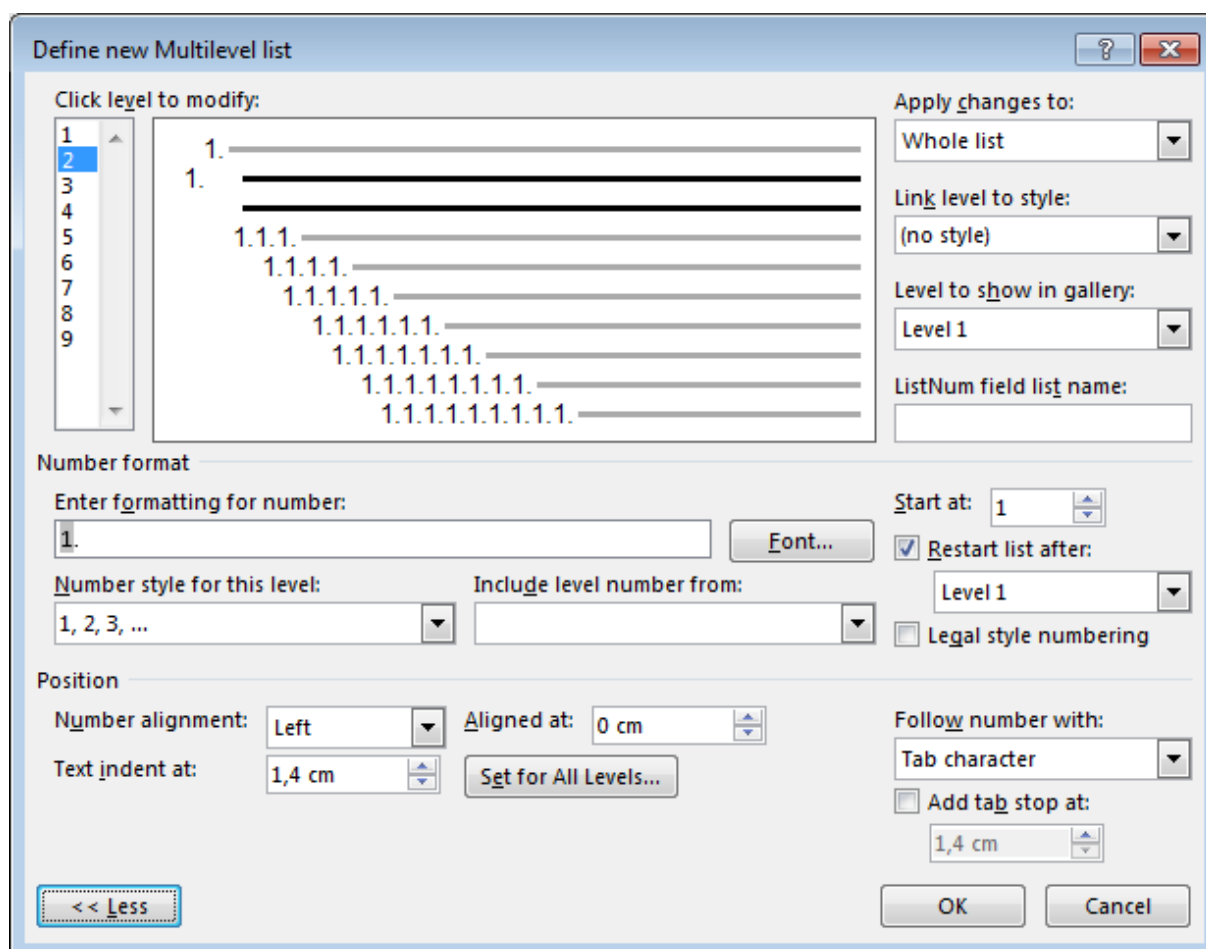 Define new Multilevel list
Click level to modify:
1
2
3
4
5
6
7
8
9
1.
1.
1.1.1.
1.1.1.1.
1.1.1.1.1.
1.1.1.1.1.1.
1.1.1.1.1.1.1.
1.1.1.1.1.1.1.1.
1.1.1.1.1.1.1.1.1.
Apply changes to:
Whole list
Link level to style:
(no style)
Level to show in gallery:
Level 1
ListNum field list name:
Number format
Enter formatting for number:
1.
Font...
Start at: 1
Restart list after:
Level 1
Legal style numbering
Number style for this level:
1, 2, 3, ...
Include level number from:
Position
Number alignment: Left
Aligned at: 0 cm
Text indent at: 1,4 cm
Set for All Levels...
Follow number with:
Tab character
Add tab stop at:
1,4 cm
<< Less
OK
Cancel